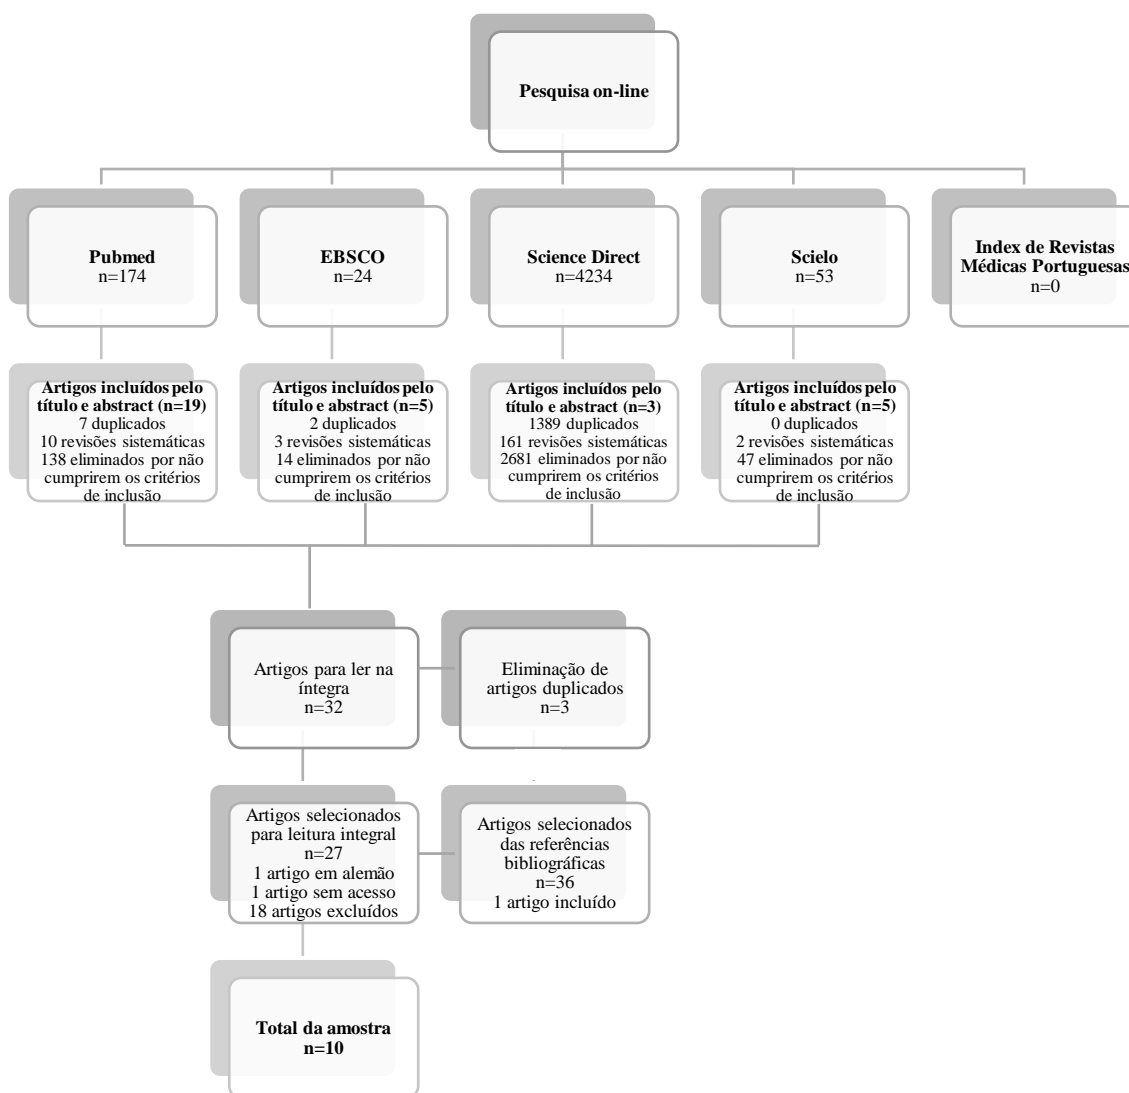 Pesquisa on-line
Pubmed
n=174
EBSCO
n=24
Science Direct
n=4234
Scielo
n=53
Index de Revistas
Médicas Portuguesas
n=0
Artigos incluídos pelo
título e abstract (n=19)
7 duplicados
10 revisões sistemáticas
138 eliminados por não
cumprirem os critérios
de inclusão
Artigos incluídos pelo
título e abstract (n=5)
2 duplicados
3 revisões sistemáticas
14 eliminados por não
cumprirem os critérios
de inclusão
Artigos incluídos pelo
título e abstract (n=3)
1389 duplicados
161 revisões sistemáticas
2681 eliminados por não
cumprirem os critérios
de inclusão
Artigos incluídos pelo
título e abstract (n=5)
0 duplicados
2 revisões sistemáticas
47 eliminados por não
cumprirem os critérios
de inclusão
Artigos para ler na
íntegra
n=32
Eliminação de
artigos duplicados
n=3
Artigos selecionados
para leitura integral
n=27
1 artigo em alemão
1 artigo sem acesso
18 artigos excluídos
Artigos selecionados
das referências
bibliográficas
n=36
1 artigo incluído
Total da amostra
n=10